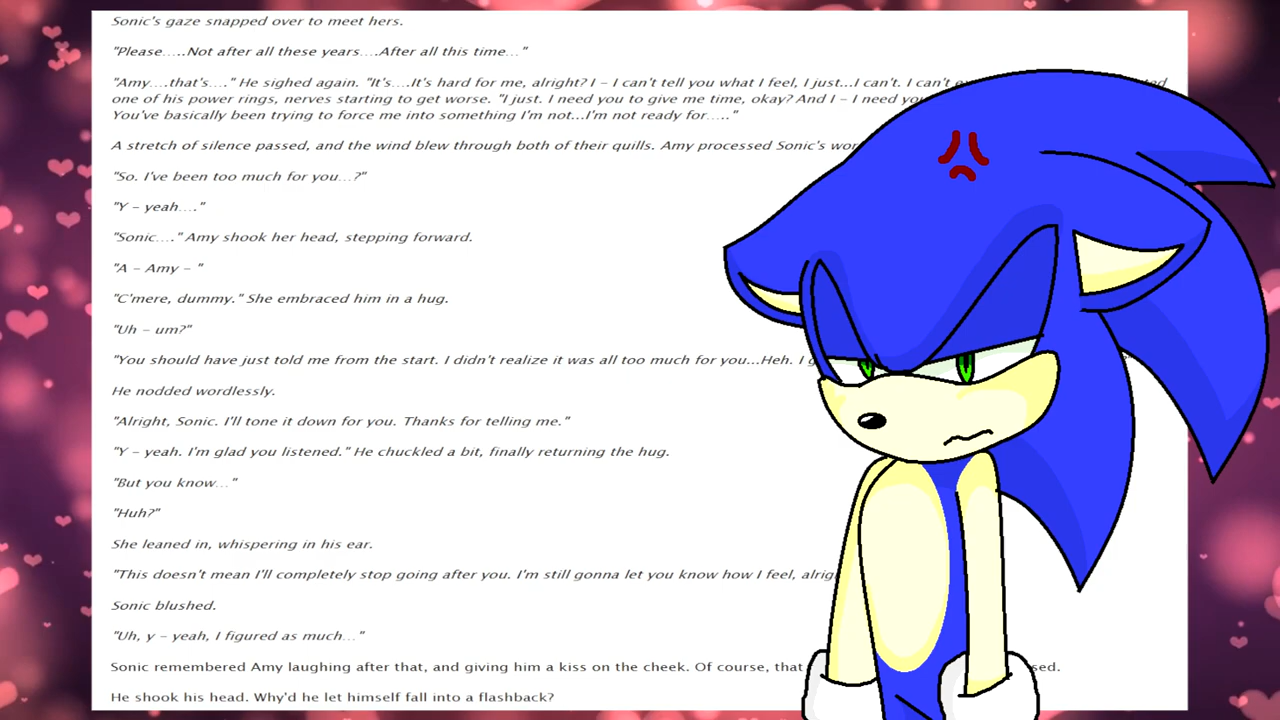 Sonic's gaze snapped over to meet hers.
"Please…..Not after all these years….After all this time…"
"Amy….that's…." He sighed again. "It's….It's hard for me, alright? I – I can't tell you what I feel, I just...I can't. I can't
one of his power rings, nerves starting to get worse. "I just. I need you to give me time, okay? And I – I need you
You've basically been trying to force me into something I'm not...I'm not ready for….."
A stretch of silence passed, and the wind blew through both of their quills. Amy processed Sonic's
"So. I've been too much for you…?"
"Y – yeah…."
"Sonic…." Amy shook her head, stepping forward.
"A – Amy – "
"C'mere, dummy." She embraced him in a hug.
"Uh – um?"
"You should have just told me from the start. I didn't realize it was all too much for you...Heh. I
He nodded wordlessly.
"Alright, Sonic. I'll tone it down for you. Thanks for telling me."
"Y – yeah. I'm glad you listened." He chuckled a bit, finally returning the hug.
"But you know…"
"Huh?"
She leaned in, whispering in his ear.
"This doesn't mean I'll completely stop going after you. I'm still gonna let you know how I feel,
Sonic blushed.
"Uh, y – yeah, I figured as much…"
Sonic remembered Amy laughing after that, and giving him a kiss on the cheek. Of course, that
He shook his head. Why'd he let himself fall into a flashback?